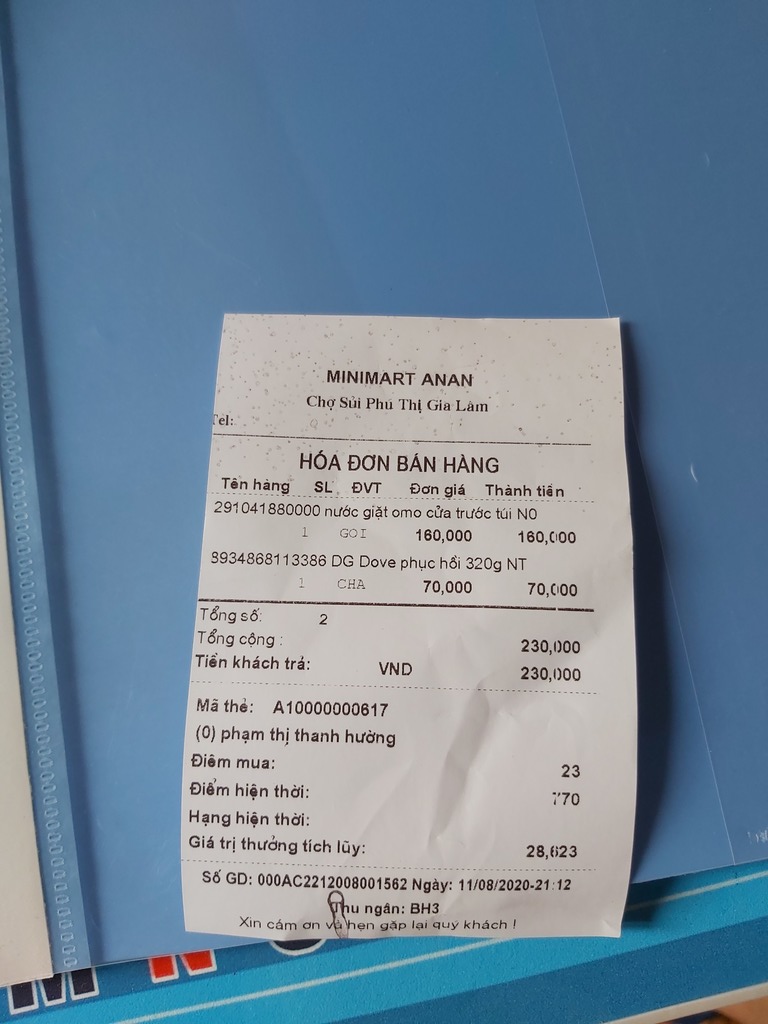 MINIMART ANAN
Chợ Sủi Phú Thị Gia Lâm
Tel:
HÓA ĐƠN BÁN HÀNG
Tên hàng SL ĐVT Đơn giá Thành tiền
291041880000 nước giặt omo cửa trước túi N0
1 GOI 160,000 160,000
8934868113386 DG Dove phục hồi 320g NT
1 CHA 70,000 70,000
Tổng số: 2
Tổng cộng : 230,000
Tiền khách trả: VND 230,000
Mã thẻ: A10000000617
(0) phạm thị thanh hường
Điểm mua: 23
Điểm hiện thời: 770
Hạng hiện thời:
Giá trị thưởng tích lũy: 28,623
Số GD: 000AC2212008001562 Ngày: 11/08/2020-21:12
Thu ngân: BH3
Xin cám ơn và hẹn gặp lại quý khách !